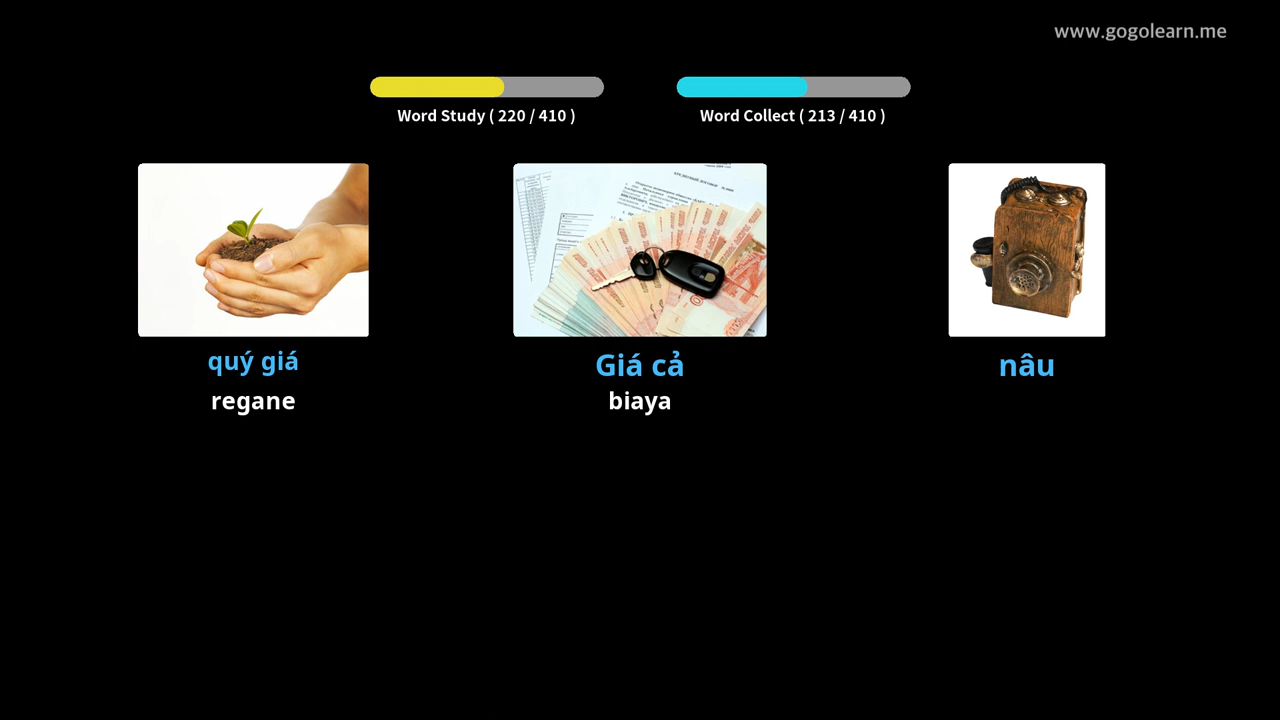 www.gogolearn.me
Word Study ( 220 / 410 )
Word Collect ( 213 / 410 )
quý giá
regane
Giá cả
biaya
nâu